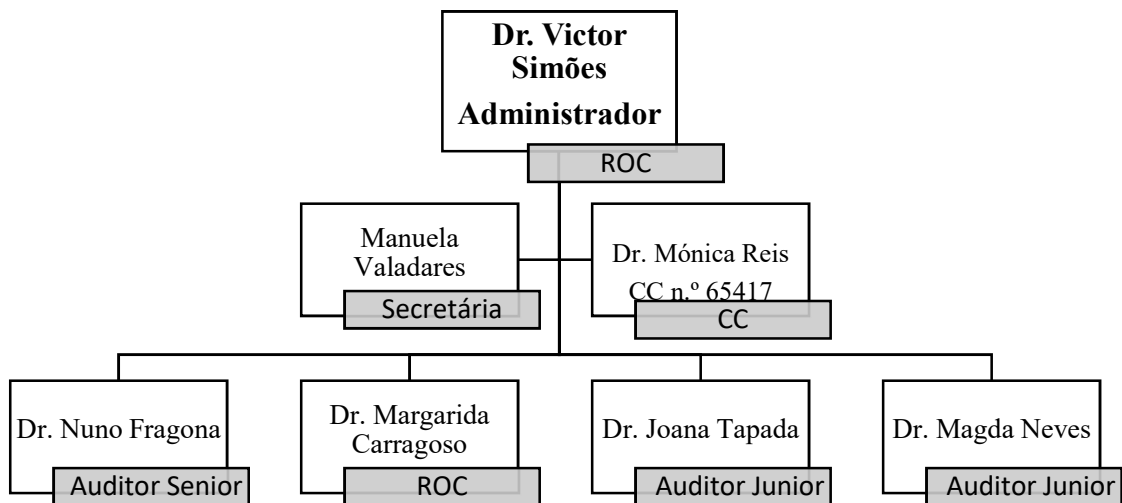 Dr. Victor
Simões
Administrador
ROC
Manuela
Valadares
Secretária
Dr. Mónica Reis
CC n.º 65417
CC
Dr. Nuno Fragona
Auditor Senior
Dr. Margarida
Carragoso
ROC
Dr. Joana Tapada
Auditor Junior
Dr. Magda Neves
Auditor Junior